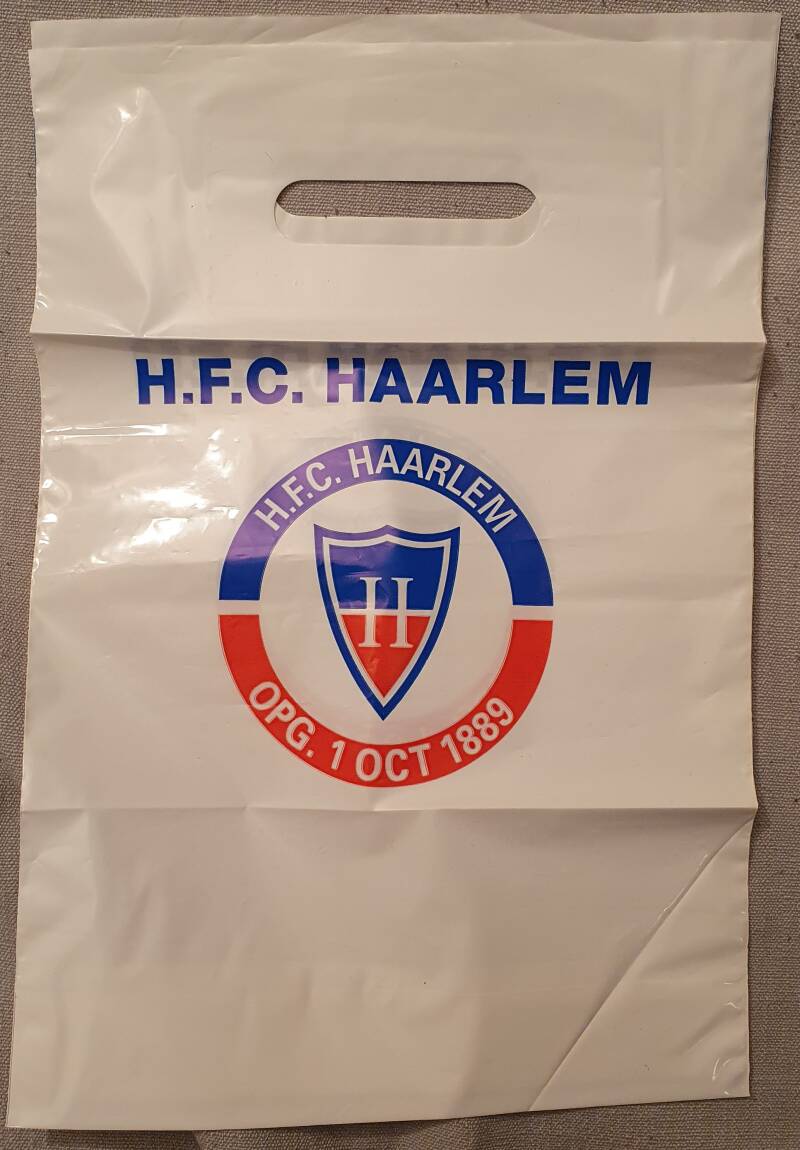 H.F.C. HAARLEM
H.F.C. HAARLEM
H
OPG. 1 OCT 1889